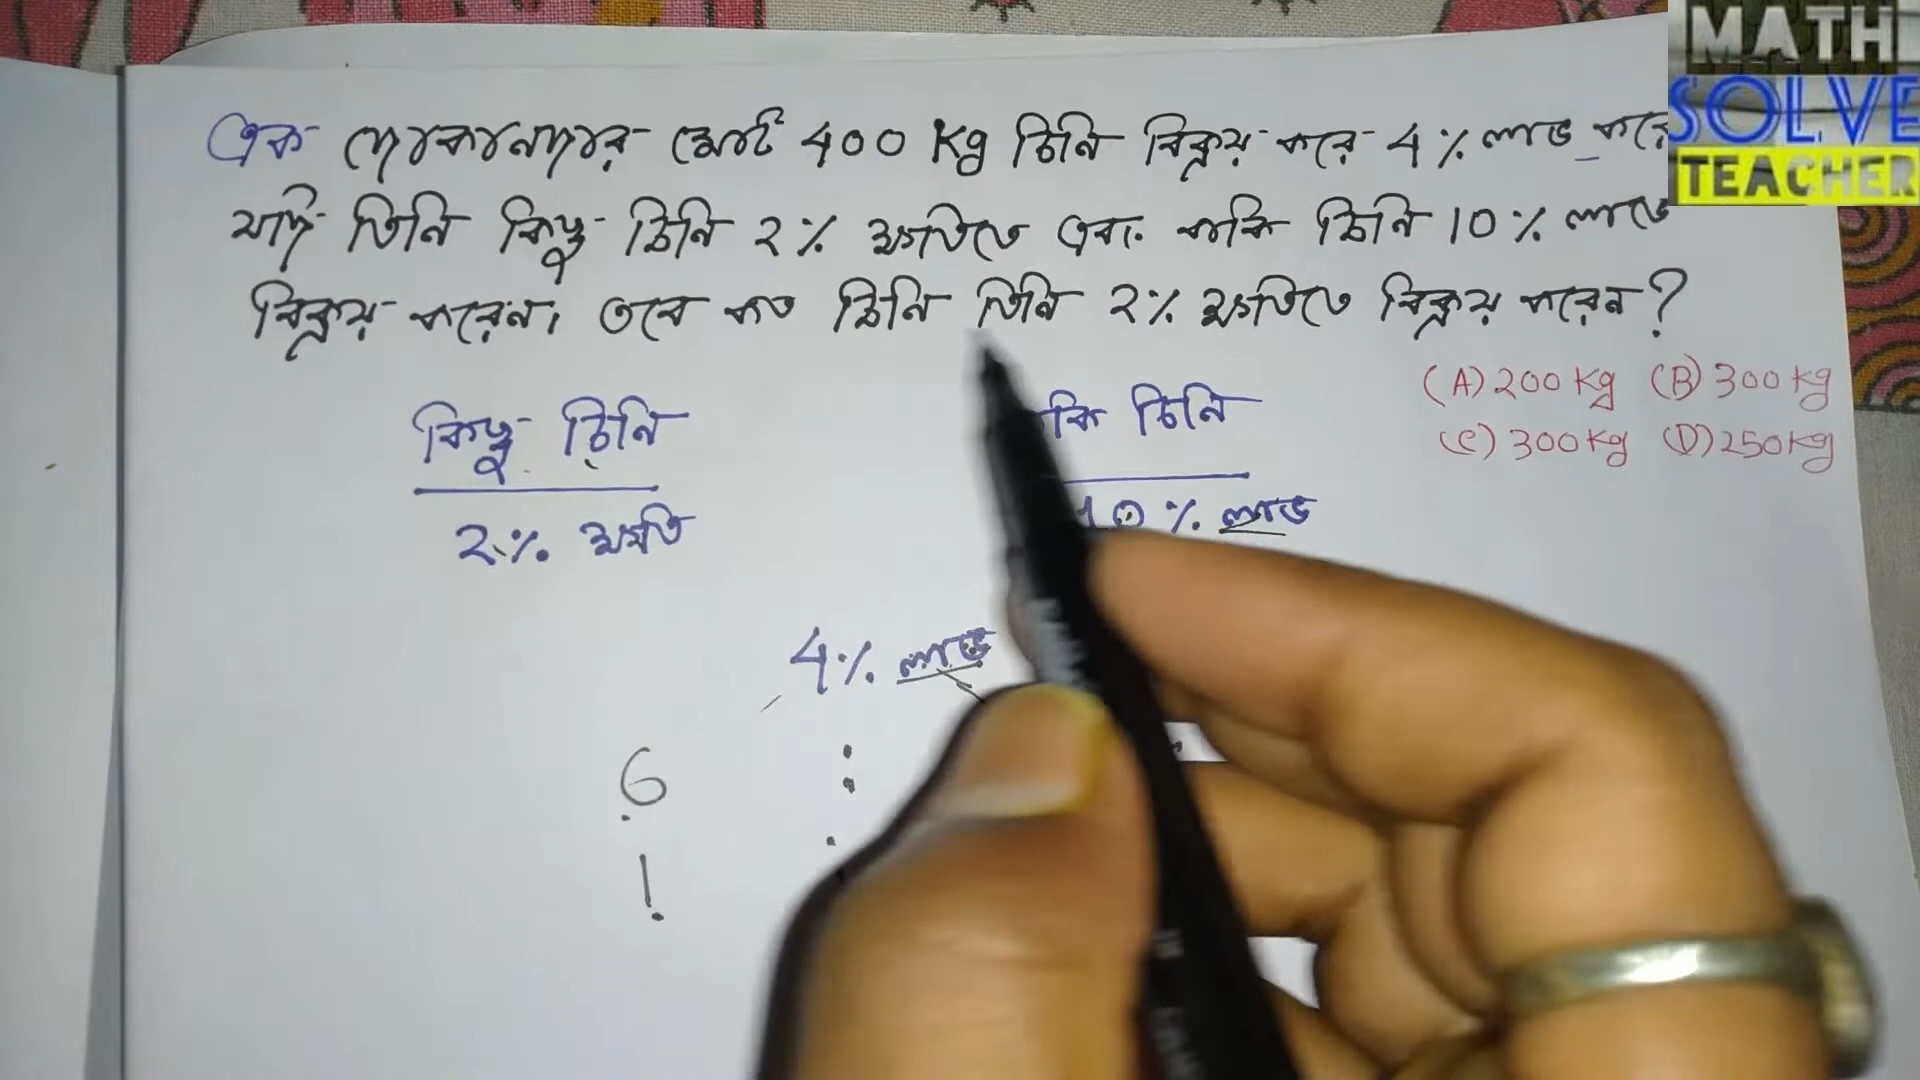 MATH
SOLVE
TEACHER
এক দোকানদার মোট 400 Kg চিনি বিক্রয় করে 4% লাভ করে
যদি তিনি কিছু চিনি 2% ক্ষতিতে এবং বাকি চিনি 10% লাভে
বিক্রয় করেন। তবে কত চিনি তিনি 2% ক্ষতিতে বিক্রয় করেন?
(A) 200 Kg (B) 300 Kg
(C) 300 Kg (D) 250 Kg
কিছু চিনি
কি চিনি
2% ক্ষতি
10% লাভ
4% লাভ
6 :
1